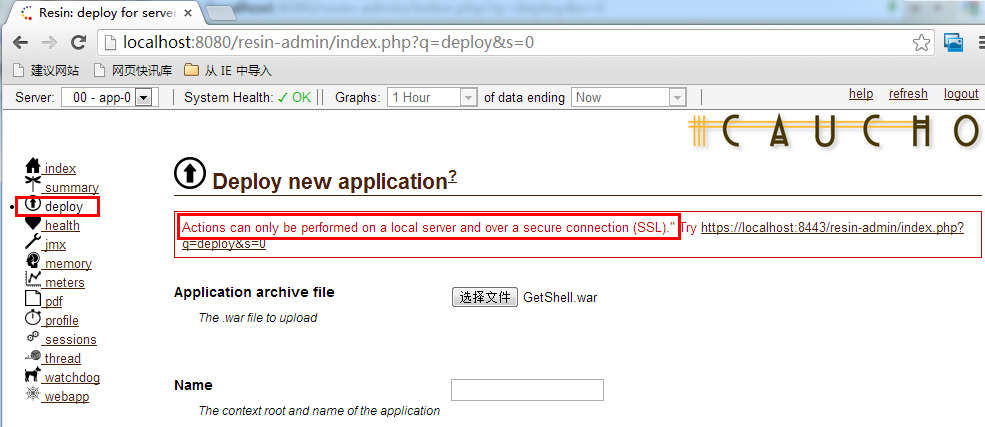 Resin: deploy for server
localhost:8080/resin-admin/index.php?q=deploy&s=0
建议网站 网页快讯库 从 IE 中导入
Server: 00 - app-0 System Health: ✓ OK Graphs: 1 Hour of data ending Now help refresh logout
CAUCHO
index
summary
deploy
health
jmx
memory
meters
pdf
profile
sessions
thread
watchdog
webapp
Deploy new application?
Actions can only be performed on a local server and over a secure connection (SSL)." Try https://localhost:8443/resin-admin/index.php?
q=deploy&s=0
Application archive file 选择文件 GetShell.war
The .war file to upload
Name
The context root and name of the application